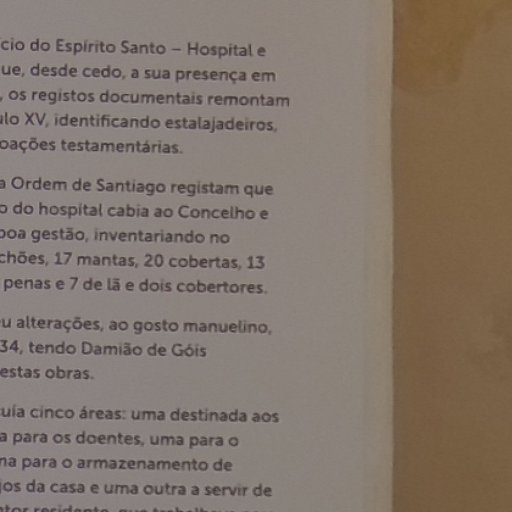 cio do Espírito Santo – Hospital e
ue, desde cedo, a sua presença em
, os registos documentais remontam
ulo XV, identificando estalajadeiros,
oações testamentárias.
a Ordem de Santiago registam que
o do hospital cabia ao Concelho e
boa gestão, inventariando no
chões, 17 mantas, 20 cobertas, 13
penas e 7 de lã e dois cobertores.
u alterações, ao gosto manuelino,
34, tendo Damião de Góis
estas obras.
uía cinco áreas: uma destinada aos
a para os doentes, uma para o
na para o armazenamento de
jos da casa e uma outra a servir de